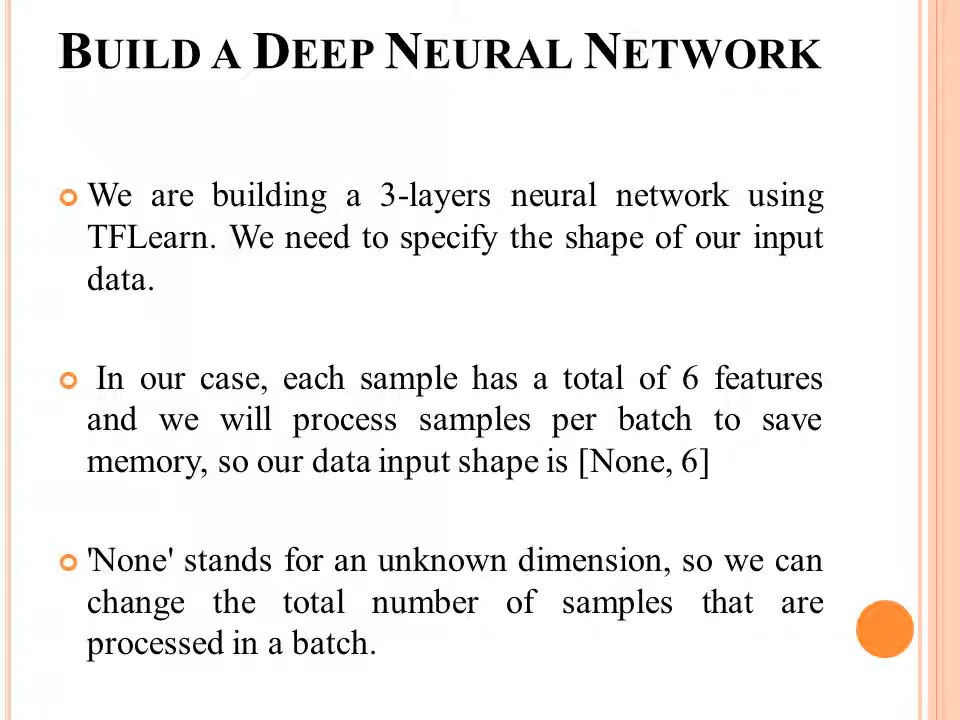 BUILD A DEEP NEURAL NETWORK
We are building a 3-layers neural network using
TFLearn. We need to specify the shape of our input
data.
In our case, each sample has a total of 6 features
and we will process samples per batch to save
memory, so our data input shape is [None, 6]
'None' stands for an unknown dimension, so we can
change the total number of samples that are
processed in a batch.